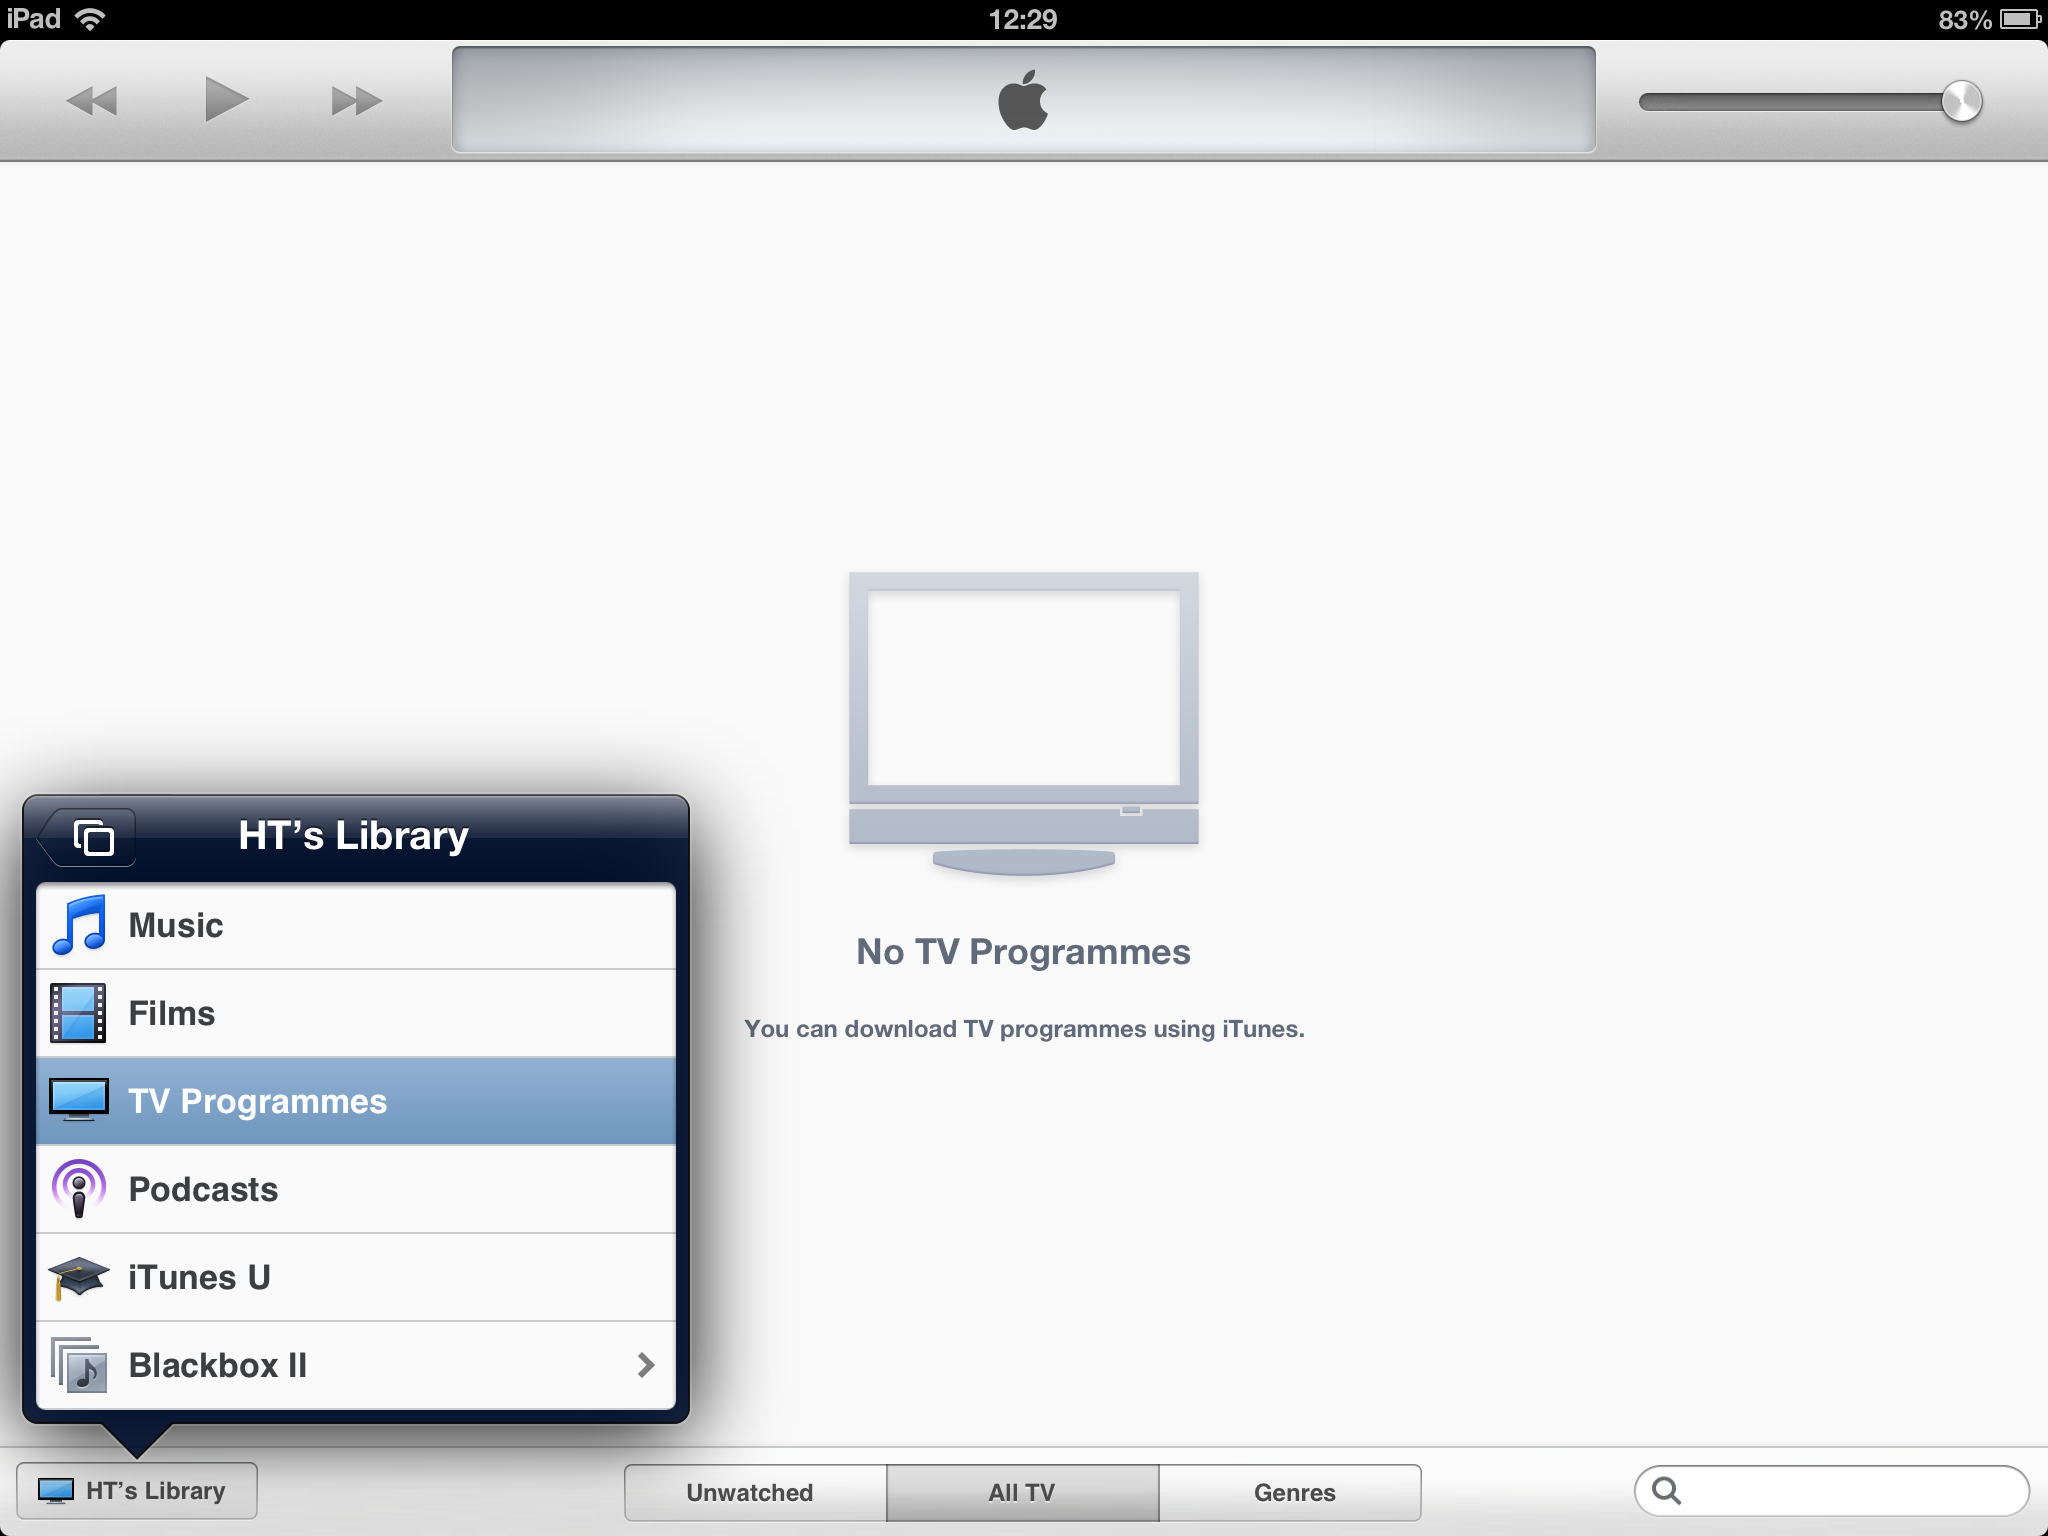 iPad
12:29
83%
No TV Programmes
You can download TV programmes using iTunes.
HT’s Library
Music
Films
TV Programmes
Podcasts
iTunes U
Blackbox II
HT’s Library
Unwatched
All TV
Genres